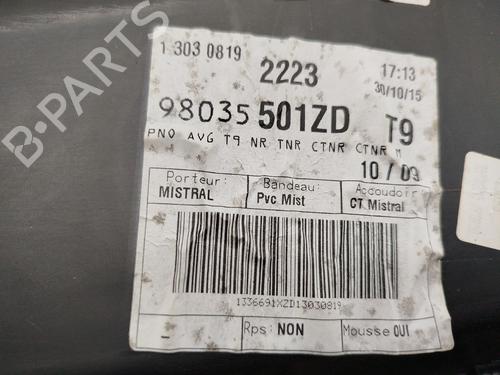 B-PARTS
1 303 0819
2223
17:13
30/10/15
98035 501ZD T9
PNO AVG T9 NR TNR CTNR CTNR M
10 / 09
Porteur: Bandeau: Accoudoir
MISTRAL Pvc Mist CT Mistral
1336691XZD13030819
Rps: NON Mousse OUI